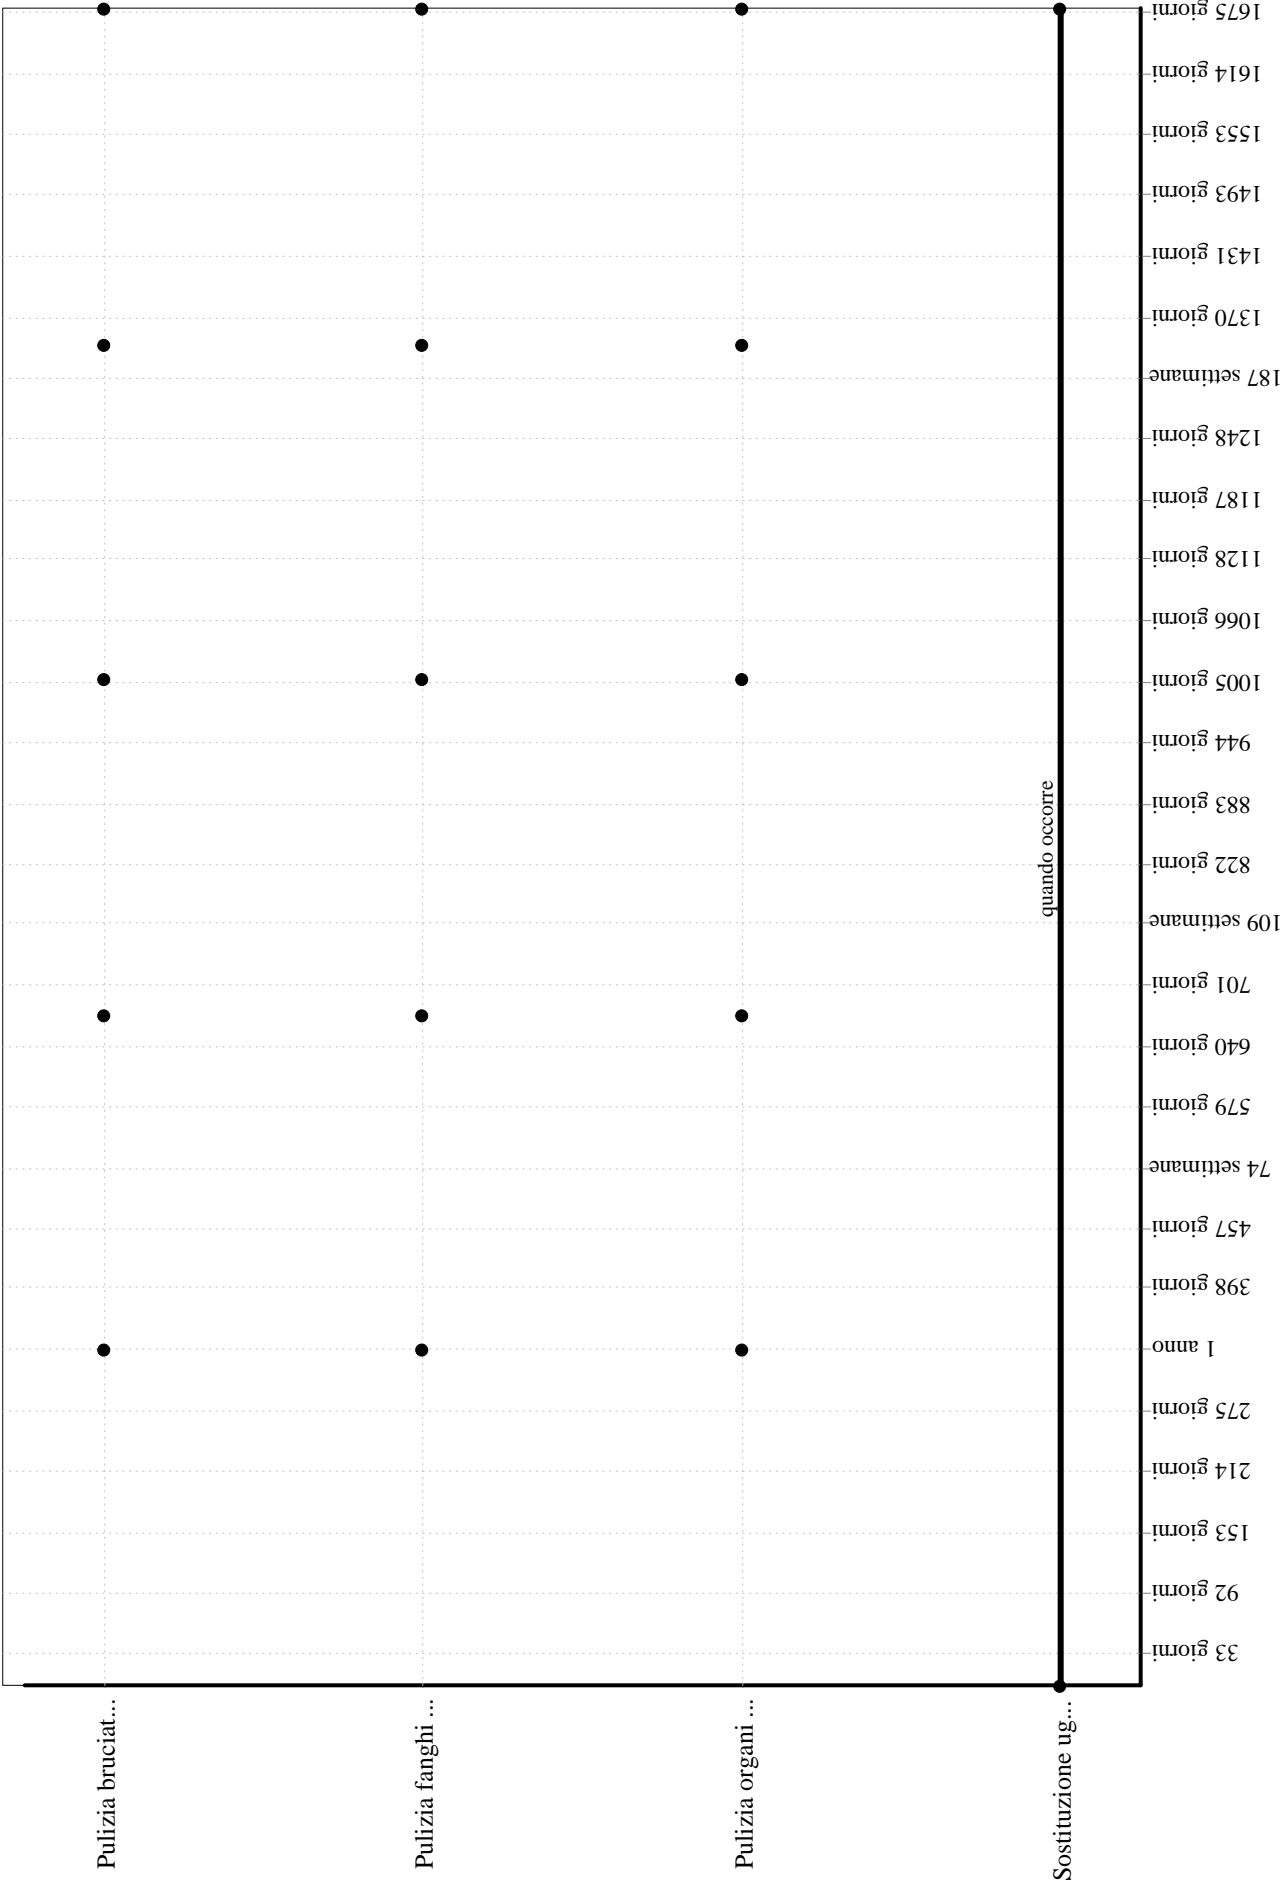 1675 giorni
1614 giorni
1553 giorni
1493 giorni
1431 giorni
1370 giorni
187 settimane
1248 giorni
1187 giorni
1128 giorni
1066 giorni
1005 giorni
944 giorni
883 giorni
822 giorni
109 settimane
701 giorni
640 giorni
579 giorni
74 settimane
457 giorni
398 giorni
1 anno
275 giorni
214 giorni
153 giorni
92 giorni
33 giorni
quando occorre
Pulizia bruciat...
Pulizia fanghi ...
Pulizia organi ...
Sostituzione ug...